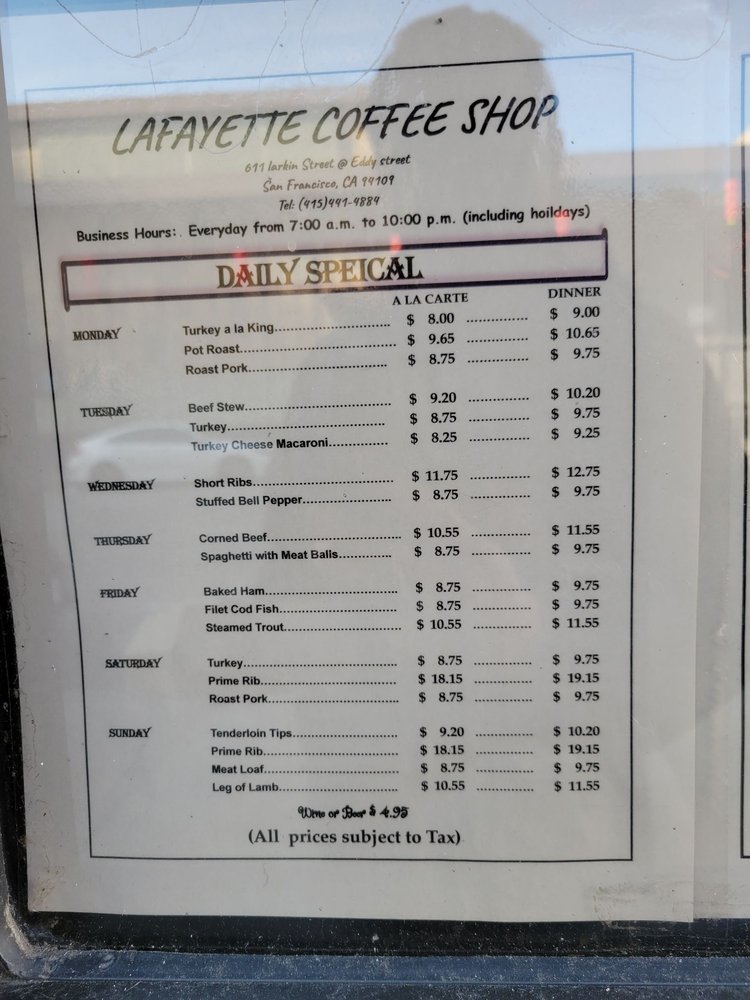 LAFAYETTE COFFEE SHOP
611 larkin Street @ Eddy street
San Francisco, CA 94109
Tel: (415)441-4884
Business Hours: Everyday from 7:00 a.m. to 10:00 p.m. (including hoildays)
DAILY SPEICAL
A LA CARTE DINNER
MONDAY Turkey a la King.................... $ 8.00 ............... $ 9.00
Pot Roast.................... $ 9.65 ............... $ 10.65
Roast Pork.................... $ 8.75 ............... $ 9.75
TUESDAY Beef Stew.................... $ 9.20 ............... $ 10.20
Turkey.................... $ 8.75 ............... $ 9.75
Turkey Cheese Macaroni............... $ 8.25 ............... $ 9.25
WEDNESDAY Short Ribs.................... $ 11.75 ............... $ 12.75
Stuffed Bell Pepper.................... $ 8.75 ............... $ 9.75
THURSDAY Corned Beef.................... $ 10.55 ............... $ 11.55
Spaghetti with Meat Balls............. $ 8.75 ............... $ 9.75
FRIDAY Baked Ham.................... $ 8.75 ............... $ 9.75
Filet Cod Fish.................... $ 8.75 ............... $ 9.75
Steamed Trout.................... $ 10.55 ............... $ 11.55
SATURDAY Turkey.................... $ 8.75 ............... $ 9.75
Prime Rib.................... $ 18.15 ............... $ 19.15
Roast Pork.................... $ 8.75 ............... $ 9.75
SUNDAY Tenderloin Tips.................... $ 9.20 ............... $ 10.20
Prime Rib.................... $ 18.15 ............... $ 19.15
Meat Loaf.................... $ 8.75 ............... $ 9.75
Leg of Lamb.................... $ 10.55 ............... $ 11.55
Wine or Beer $ 4.95
(All prices subject to Tax)